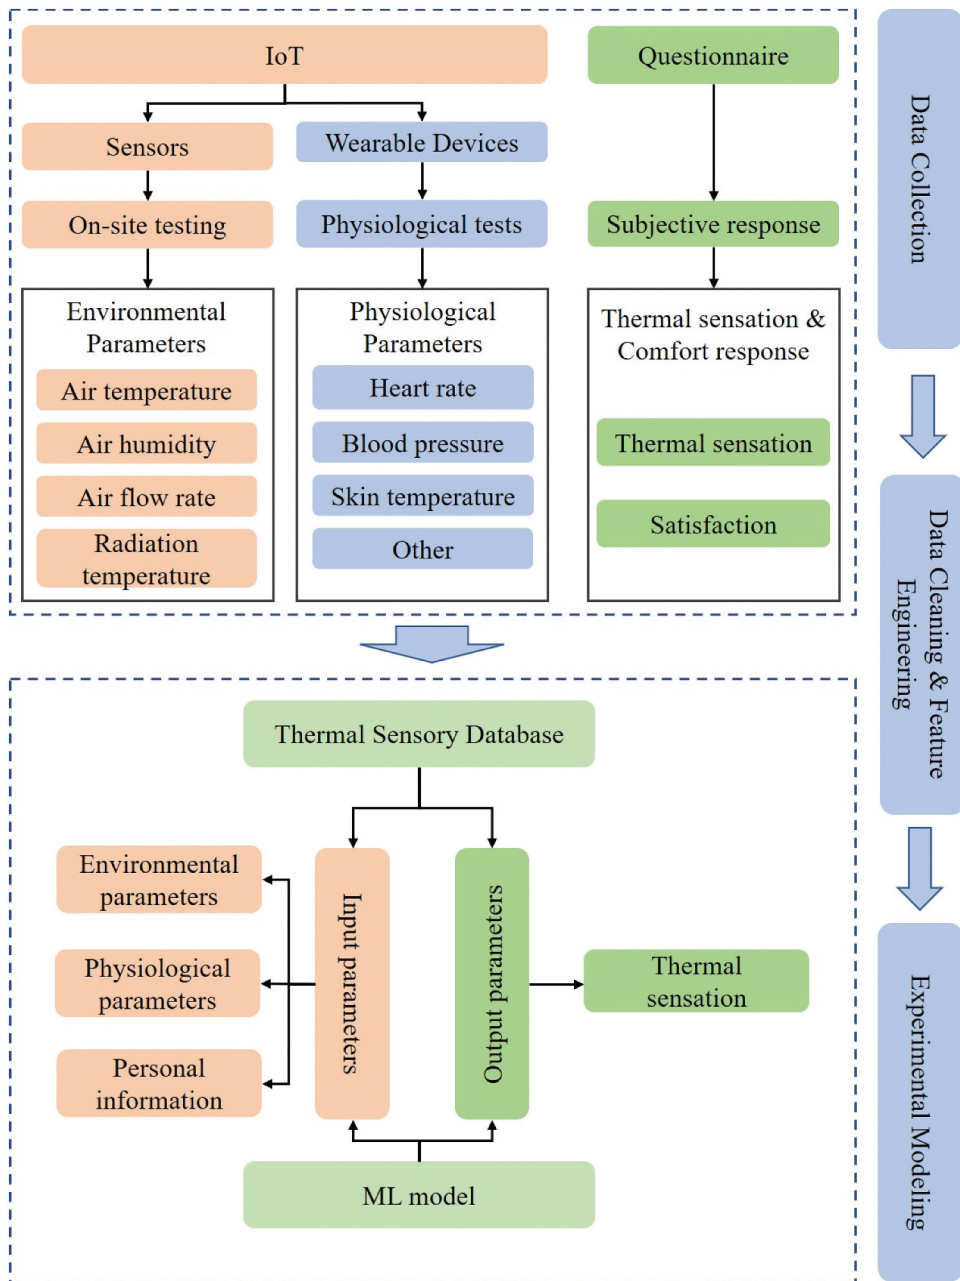 IoT
Questionnaire
Sensors
Wearable Devices
On-site testing
Physiological tests
Subjective response
Environmental
Parameters
Air temperature
Air humidity
Air flow rate
Radiation
temperature
Physiological
Parameters
Heart rate
Blood pressure
Skin temperature
Other
Thermal sensation &
Comfort response
Thermal sensation
Satisfaction
Data Collection
Data Cleaning & Feature
Engineering
Experimental Modeling
Thermal Sensory Database
Environmental
parameters
Physiological
parameters
Personal
information
Input parameters
Output parameters
Thermal
sensation
ML model